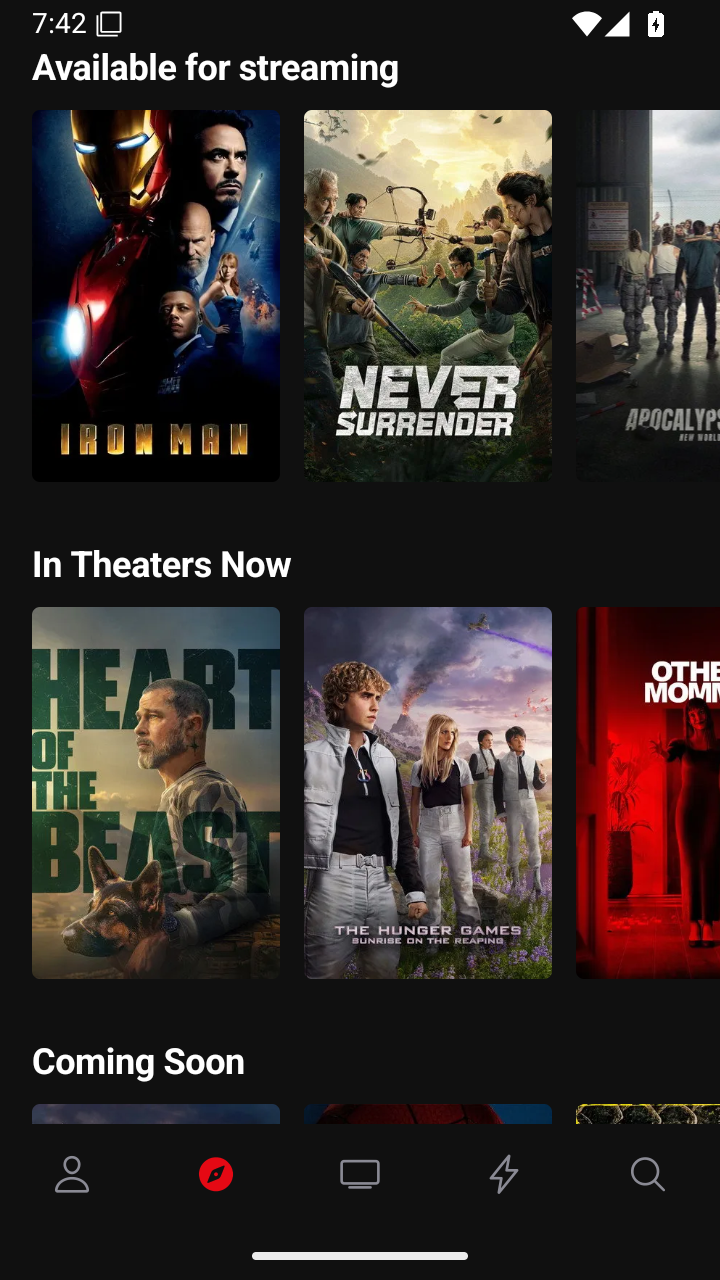 7:42
Available for streaming
IRON MAN
NEVER
SURRENDER
In Theaters Now
HEART
OF
THE
BEAST
THE HUNGER GAMES
SUNRISE ON THE REAPING
Coming Soon